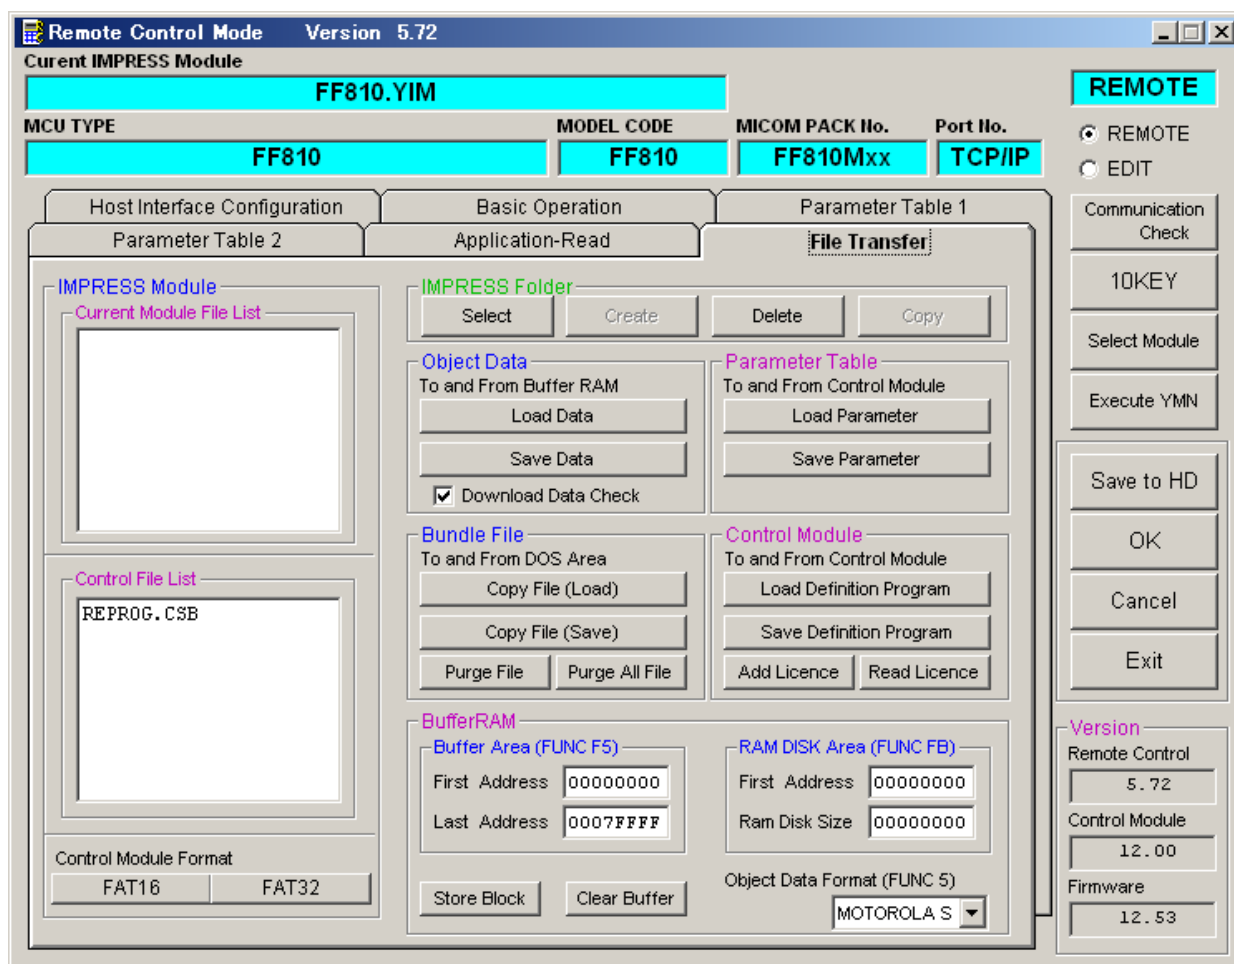 Remote Control Mode Version 5.72
Curent IMPRESS Module
FF810.YIM
REMOTE
MCU TYPE
MODEL CODE
MICOM PACK No.
Port No.
FF810
FF810
FF810Mxx
TCP/IP
REMOTE
EDIT
Host Interface Configuration
Basic Operation
Parameter Table 1
Parameter Table 2
Application-Read
File Transfer
Communication
Check
10KEY
Select Module
Execute YMN
Save to HD
OK
Cancel
Exit
IMPRESS Module
Current Module File List
Control File List
REPROG.CSB
Control Module Format
FAT16
FAT32
IMPRESS Folder
Select
Create
Delete
Copy
Object Data
To and From Buffer RAM
Load Data
Save Data
Download Data Check
Parameter Table
To and From Control Module
Load Parameter
Save Parameter
Bundle File
To and From DOS Area
Copy File (Load)
Copy File (Save)
Purge File
Purge All File
Control Module
To and From Control Module
Load Definition Program
Save Definition Program
Add Licence
Read Licence
BufferRAM
Buffer Area (FUNC F5)
First Address 00000000
Last Address 0007FFFF
RAM DISK Area (FUNC FB)
First Address 00000000
Ram Disk Size 00000000
Store Block
Clear Buffer
Object Data Format (FUNC 5)
MOTOROLA S
Version
Remote Control
5.72
Control Module
12.00
Firmware
12.53